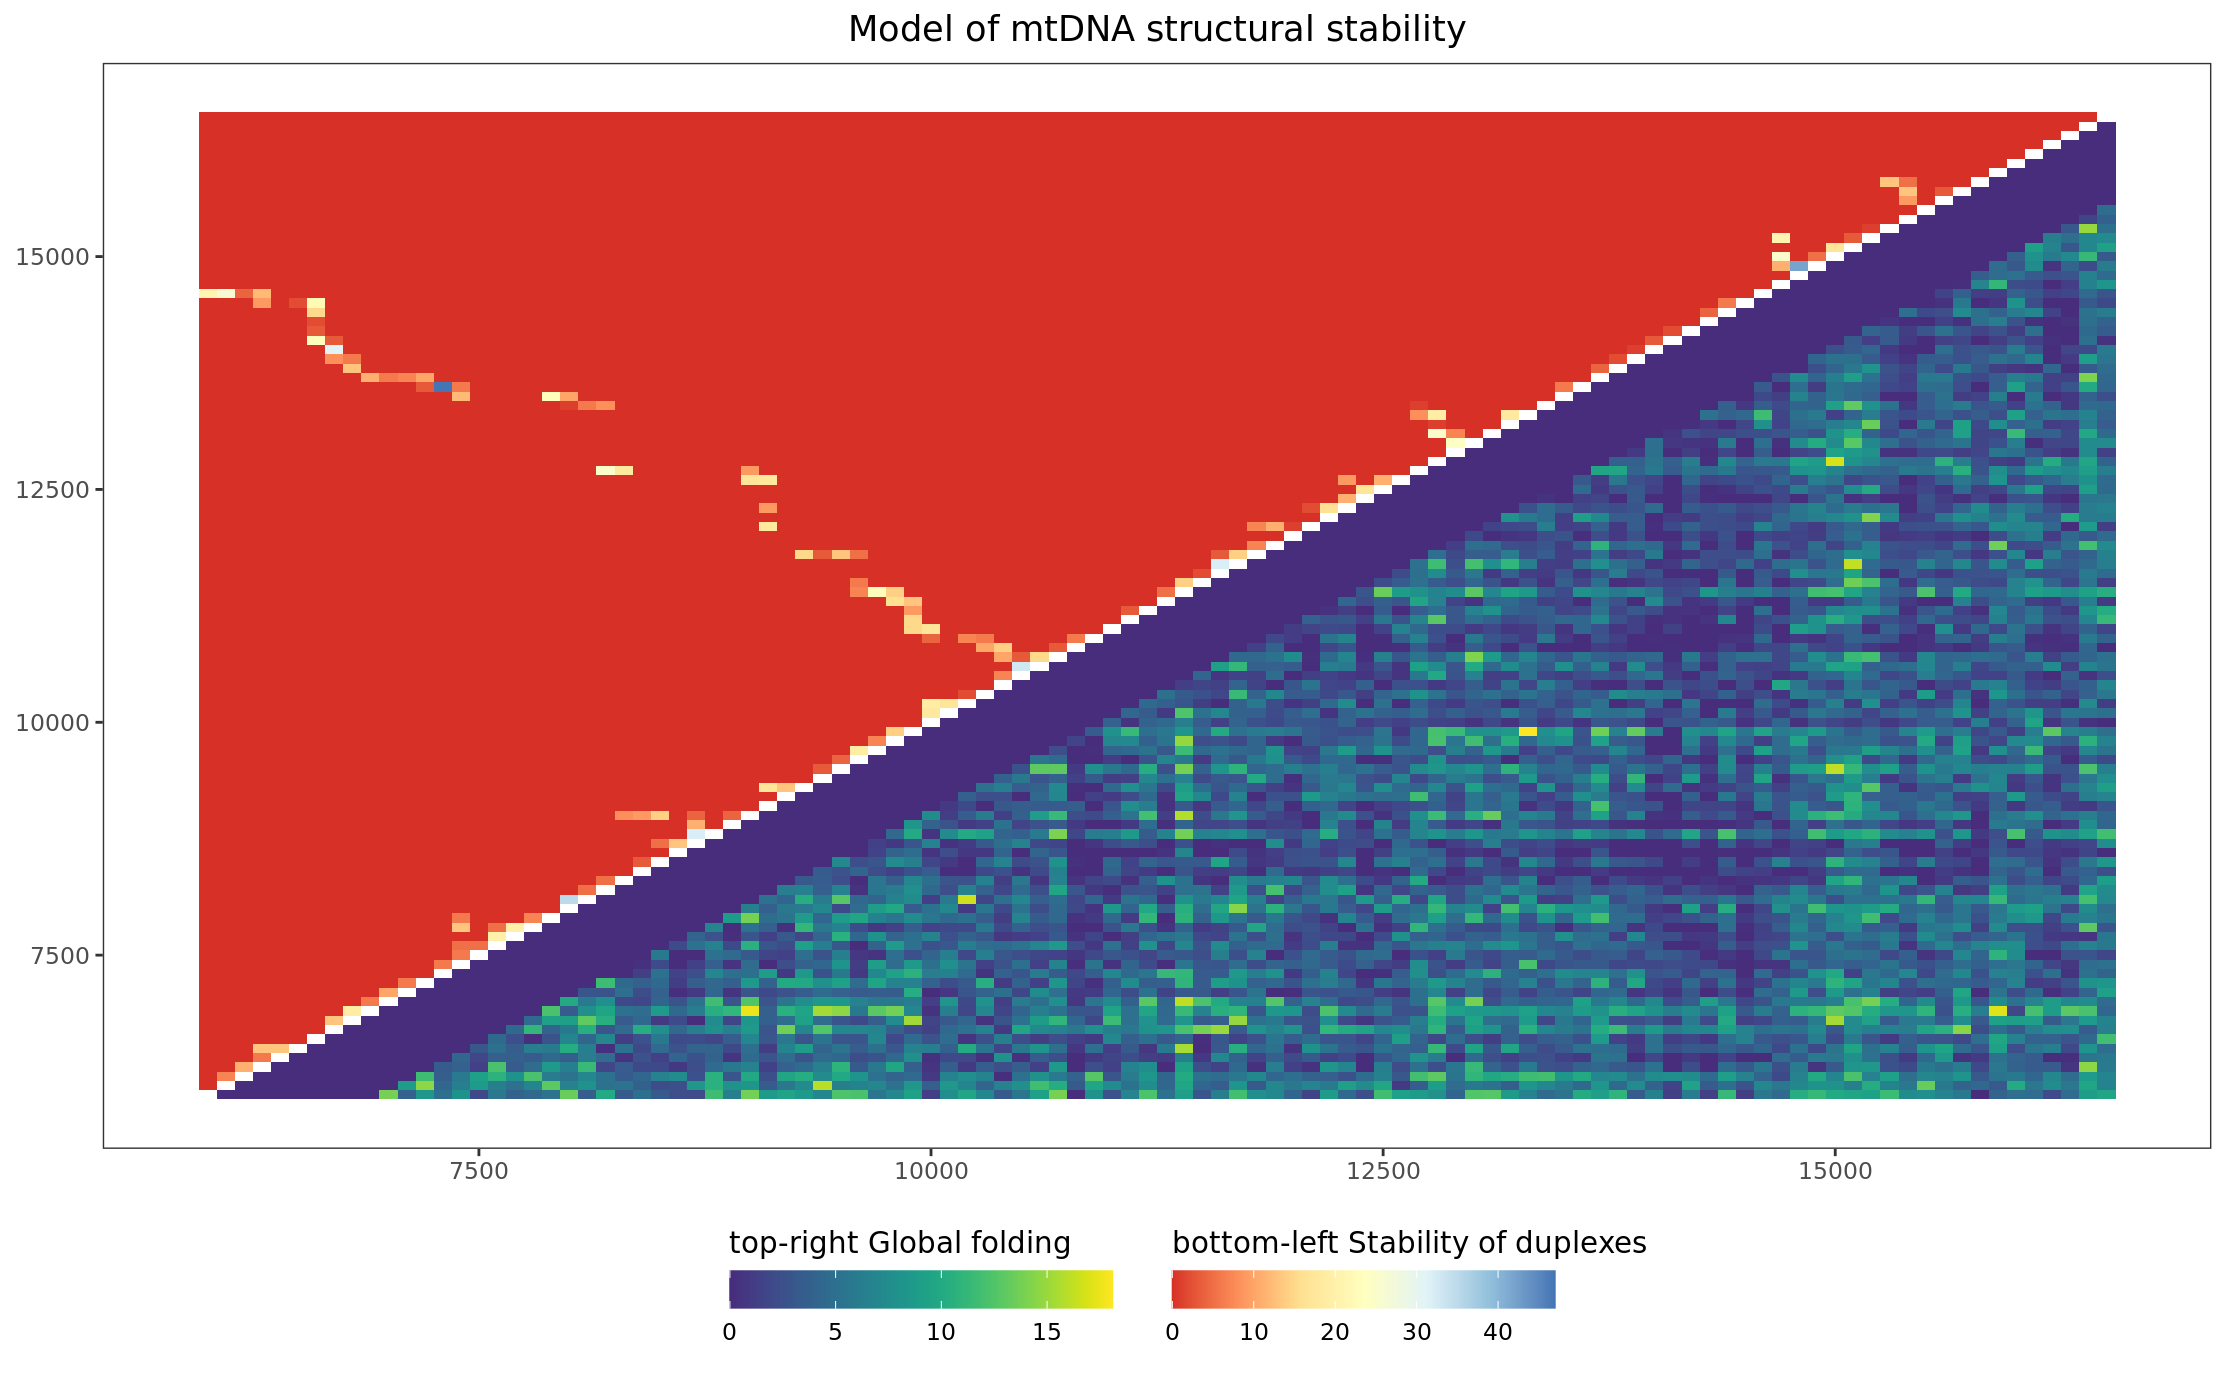 Model of mtDNA structural stability
15000
12500
10000
7500
7500 10000 12500 15000
top-right Global folding bottom-left Stability of duplexes
0 5 10 15 0 10 20 30 40